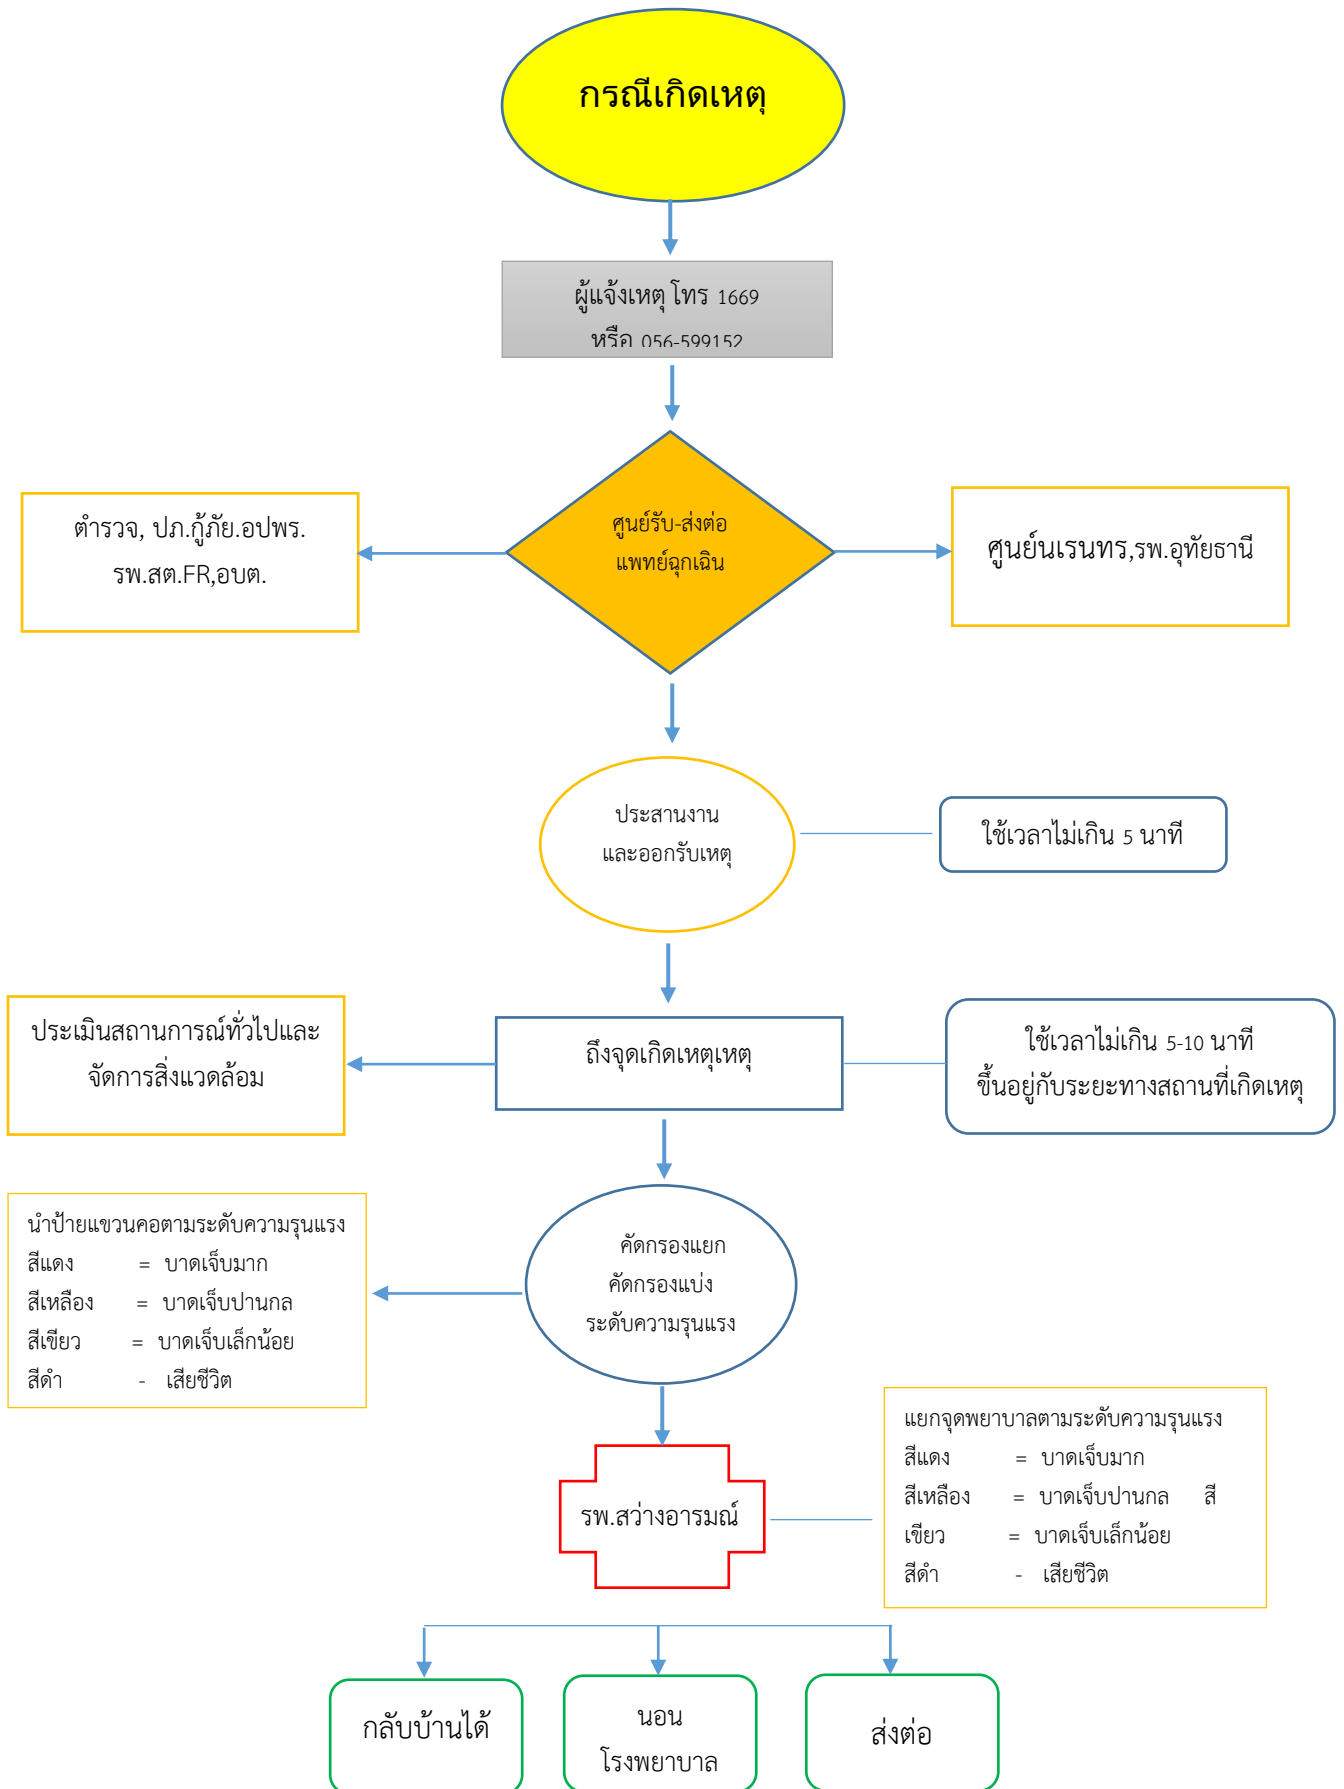 กรณีเกิดเหตุ
ผู้แจ้งเหตุ โทร 1669
หรือ 056-599152
ศูนย์รับ-ส่งต่อ
แพทย์ฉุกเฉิน
ตำรวจ, ปภ.กู้ภัย.อปพร.
รพ.สต.FR,อบต.
ศูนย์นเรนทร,รพ.อุทัยธานี
ประสานงาน
และออกรับเหตุ
ใช้เวลาไม่เกิน 5 นาที
ประเมินสถานการณ์ทั่วไปและ
จัดการสิ่งแวดล้อม
ถึงจุดเกิดเหตุเหตุ
ใช้เวลาไม่เกิน 5-10 นาที
ขึ้นอยู่กับระยะทางสถานที่เกิดเหตุ
นำป้ายแขวนคอตามระดับความรุนแรง
สีแดง = บาดเจ็บมาก
สีเหลือง = บาดเจ็บปานกล
สีเขียว = บาดเจ็บเล็กน้อย
สีดำ - เสียชีวิต
คัดกรองแยก
คัดกรองแบ่ง
ระดับความรุนแรง
รพ.สว่างอารมณ์
แยกจุดพยาบาลตามระดับความรุนแรง
สีแดง = บาดเจ็บมาก
สีเหลือง = บาดเจ็บปานกล สี
เขียว = บาดเจ็บเล็กน้อย
สีดำ - เสียชีวิต
กลับบ้านได้
นอน
โรงพยาบาล
ส่งต่อ